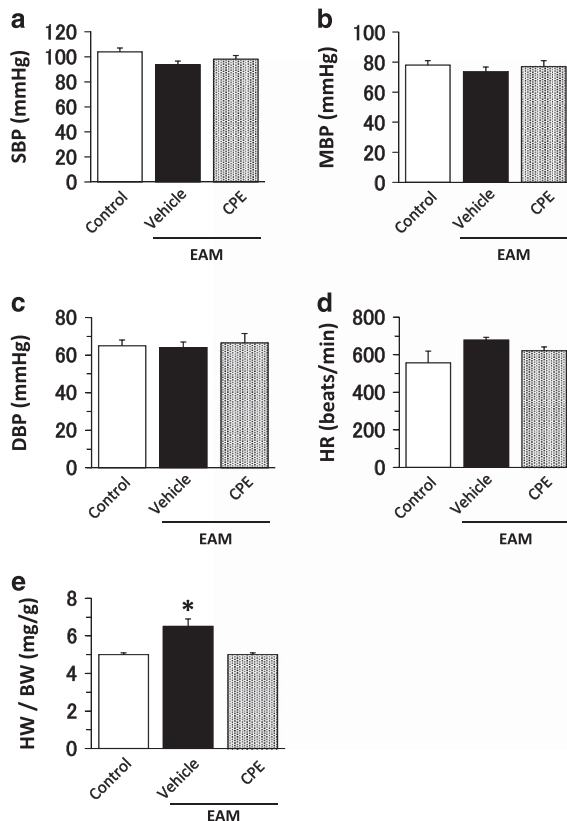 a
SBP (mmHg)
120
100
80
60
40
20
0
Control
Vehicle
CPE
EAM
b
MBP (mmHg)
100
80
60
40
20
0
Control
Vehicle
CPE
EAM
c
DBP (mmHg)
80
60
40
20
0
Control
Vehicle
CPE
EAM
d
HR (beats/min)
800
600
400
200
0
Control
Vehicle
CPE
EAM
e
HW / BW (mg/g)
8
6
4
2
0
*
Control
Vehicle
CPE
EAM